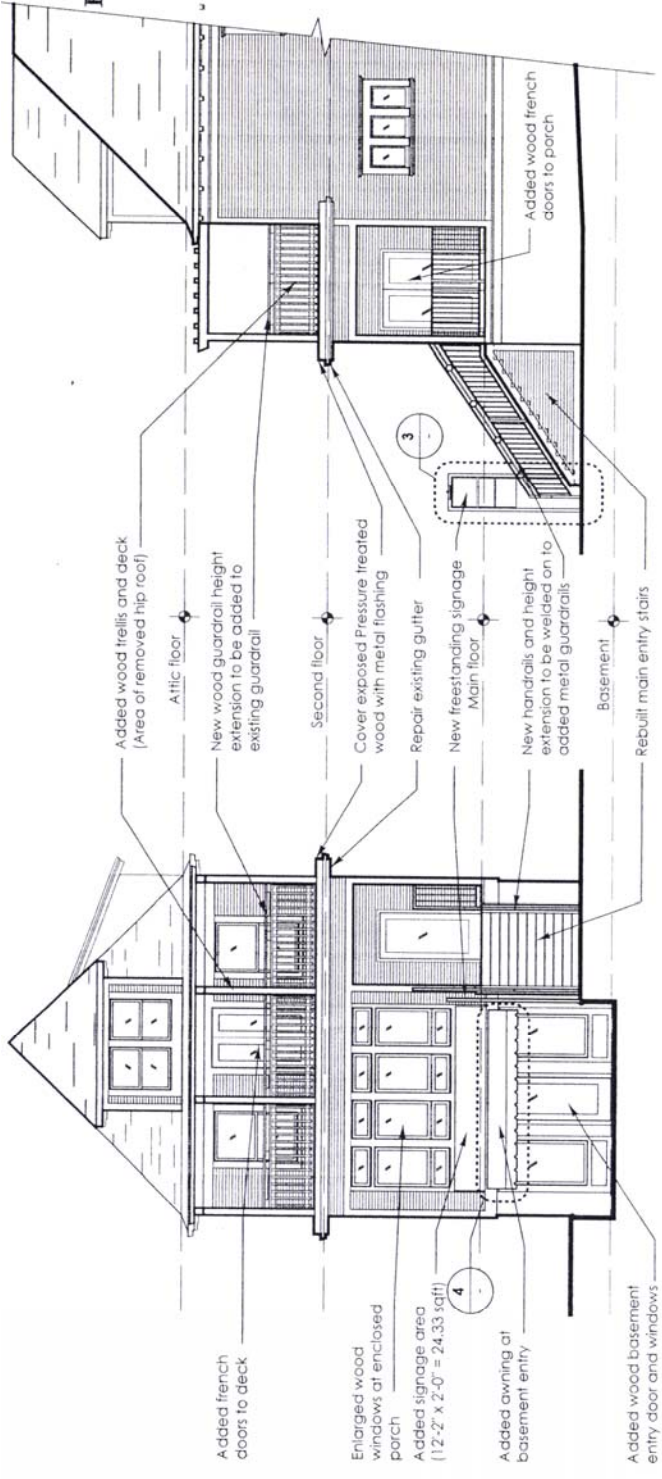 Added french
doors to deck
Enlarged wood
windows at enclosed
porch
Added signage area
(12'-2" x 2'-0" = 24.33 sqft)
4
-
Added awning at
basement entry
Added wood basement
entry door and windows
Added wood trellis and deck
(Area of removed hip roof)
Attic floor
New wood guardrail height
extension to be added to
existing guardrail
Second floor
Cover exposed Pressure treated
wood with metal flashing
Repair existing gutter
New freestanding signage
Main floor
New handrails and height
extension to be welded on to
added metal guardrails
Basement
Rebuilt main entry stairs
3
-
Added wood french
doors to porch